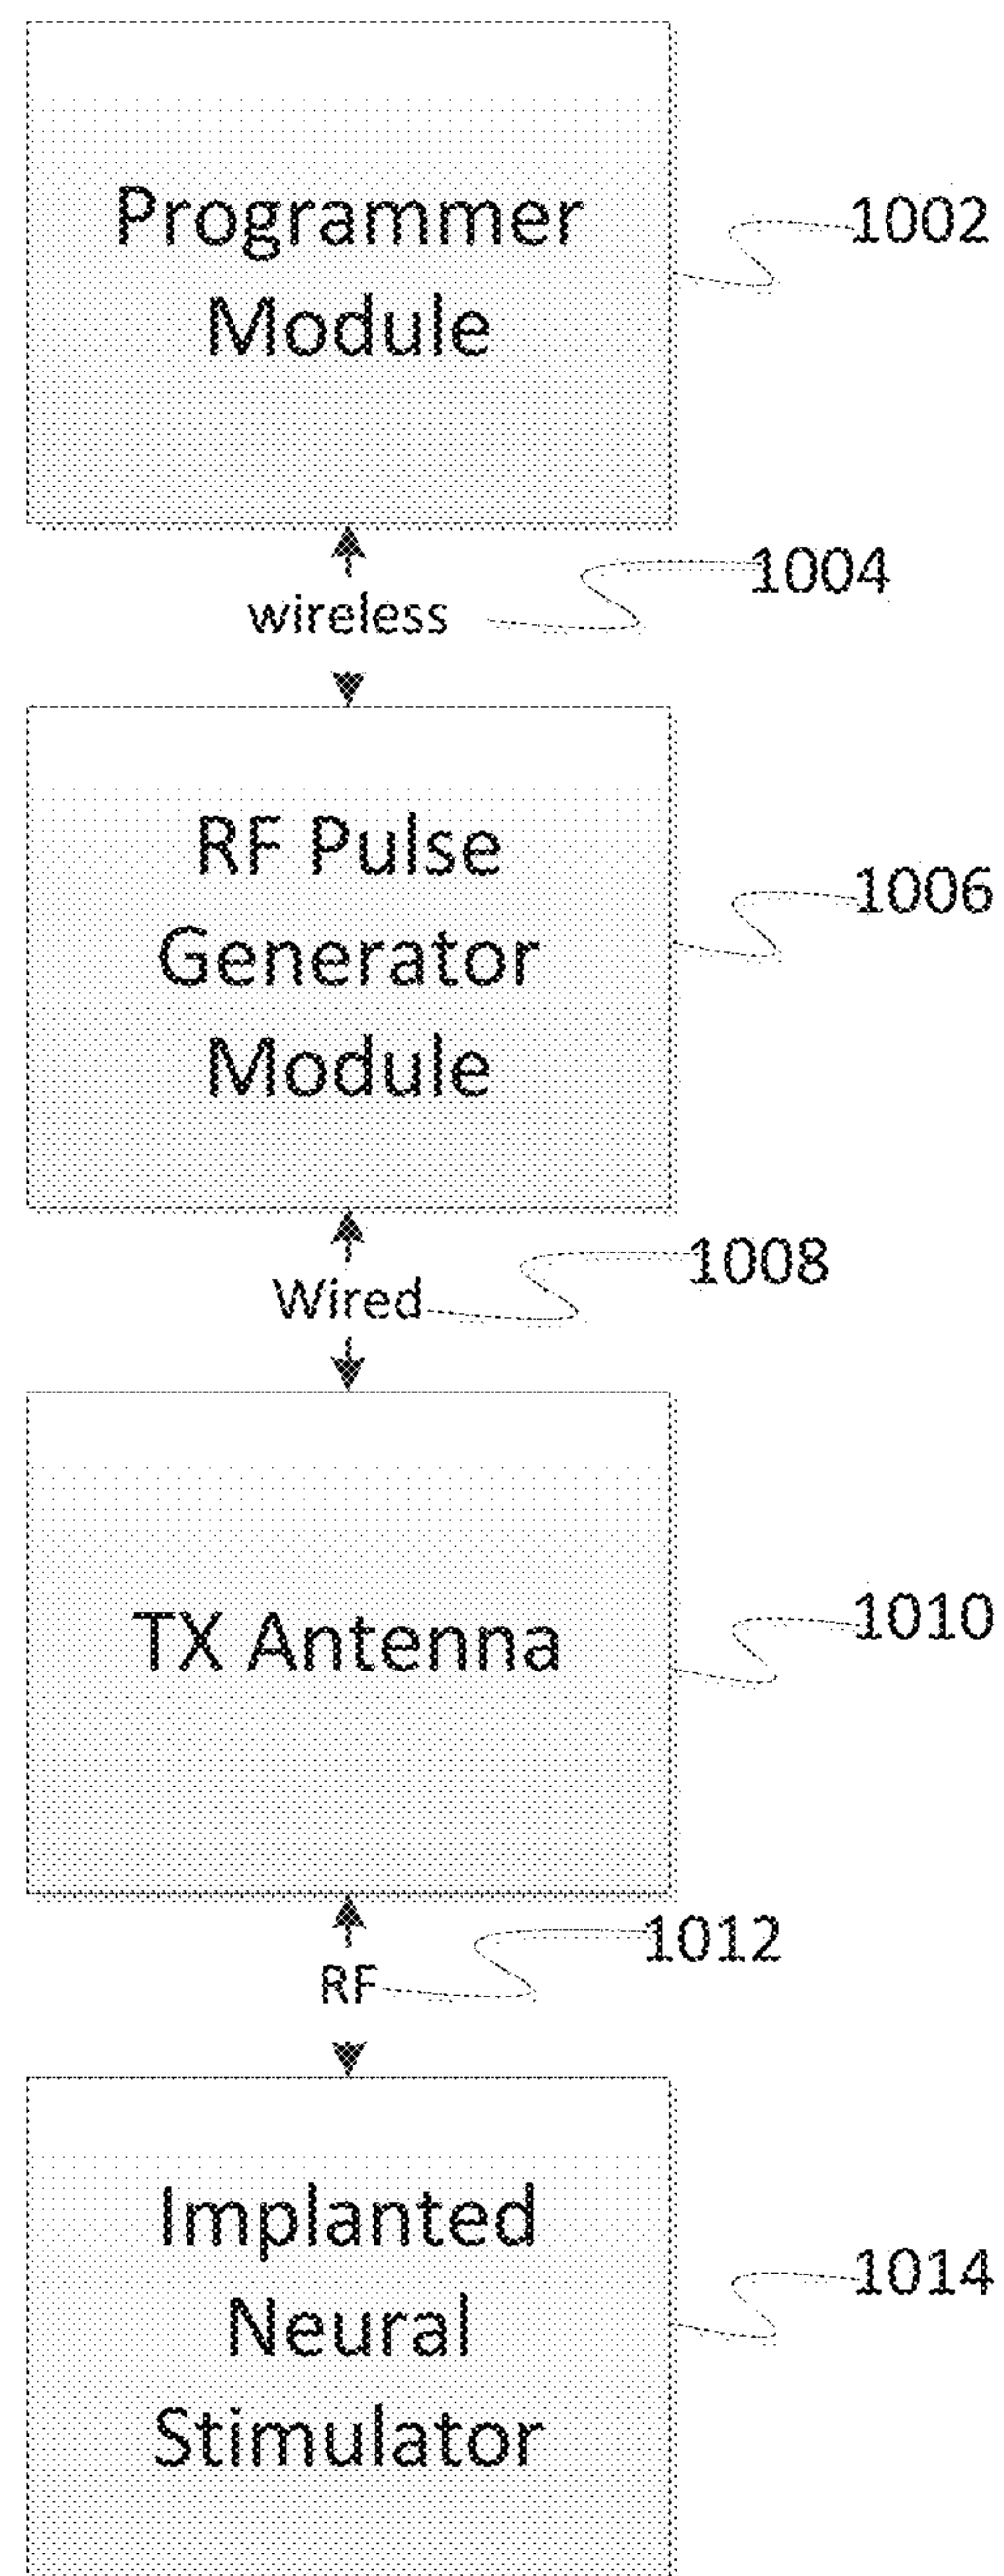 Programmer
Module
1002
1004
wireless
RF Pulse
Generator
Module
1006
1008
Wired
TX Antenna
1010
1012
RF
Implanted
Neural
Stimulator
1014